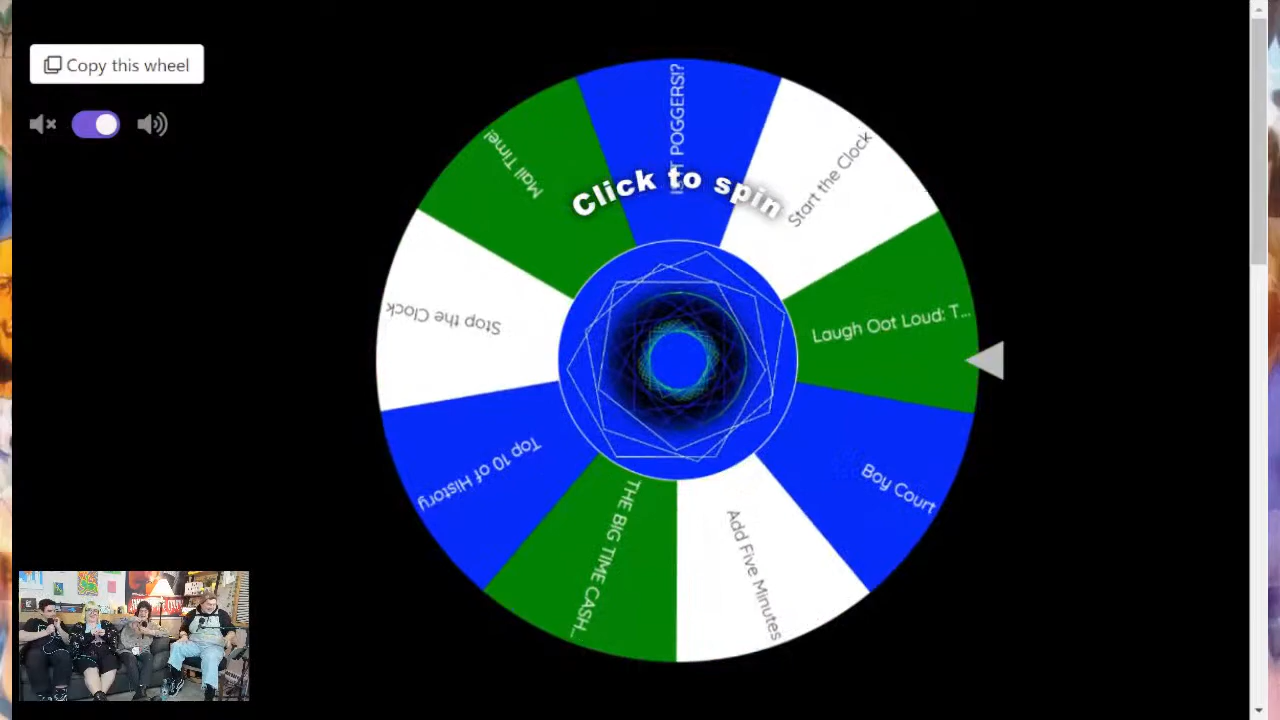 Copy this wheel
Click to spin
POGGERS!?
Start the Clock
Laugh Oot Loud: T...
Boy Court
Add Five Minutes
THE BIG TIME CASH...
Top 10 of History
Stop the Clock
Mail Time!